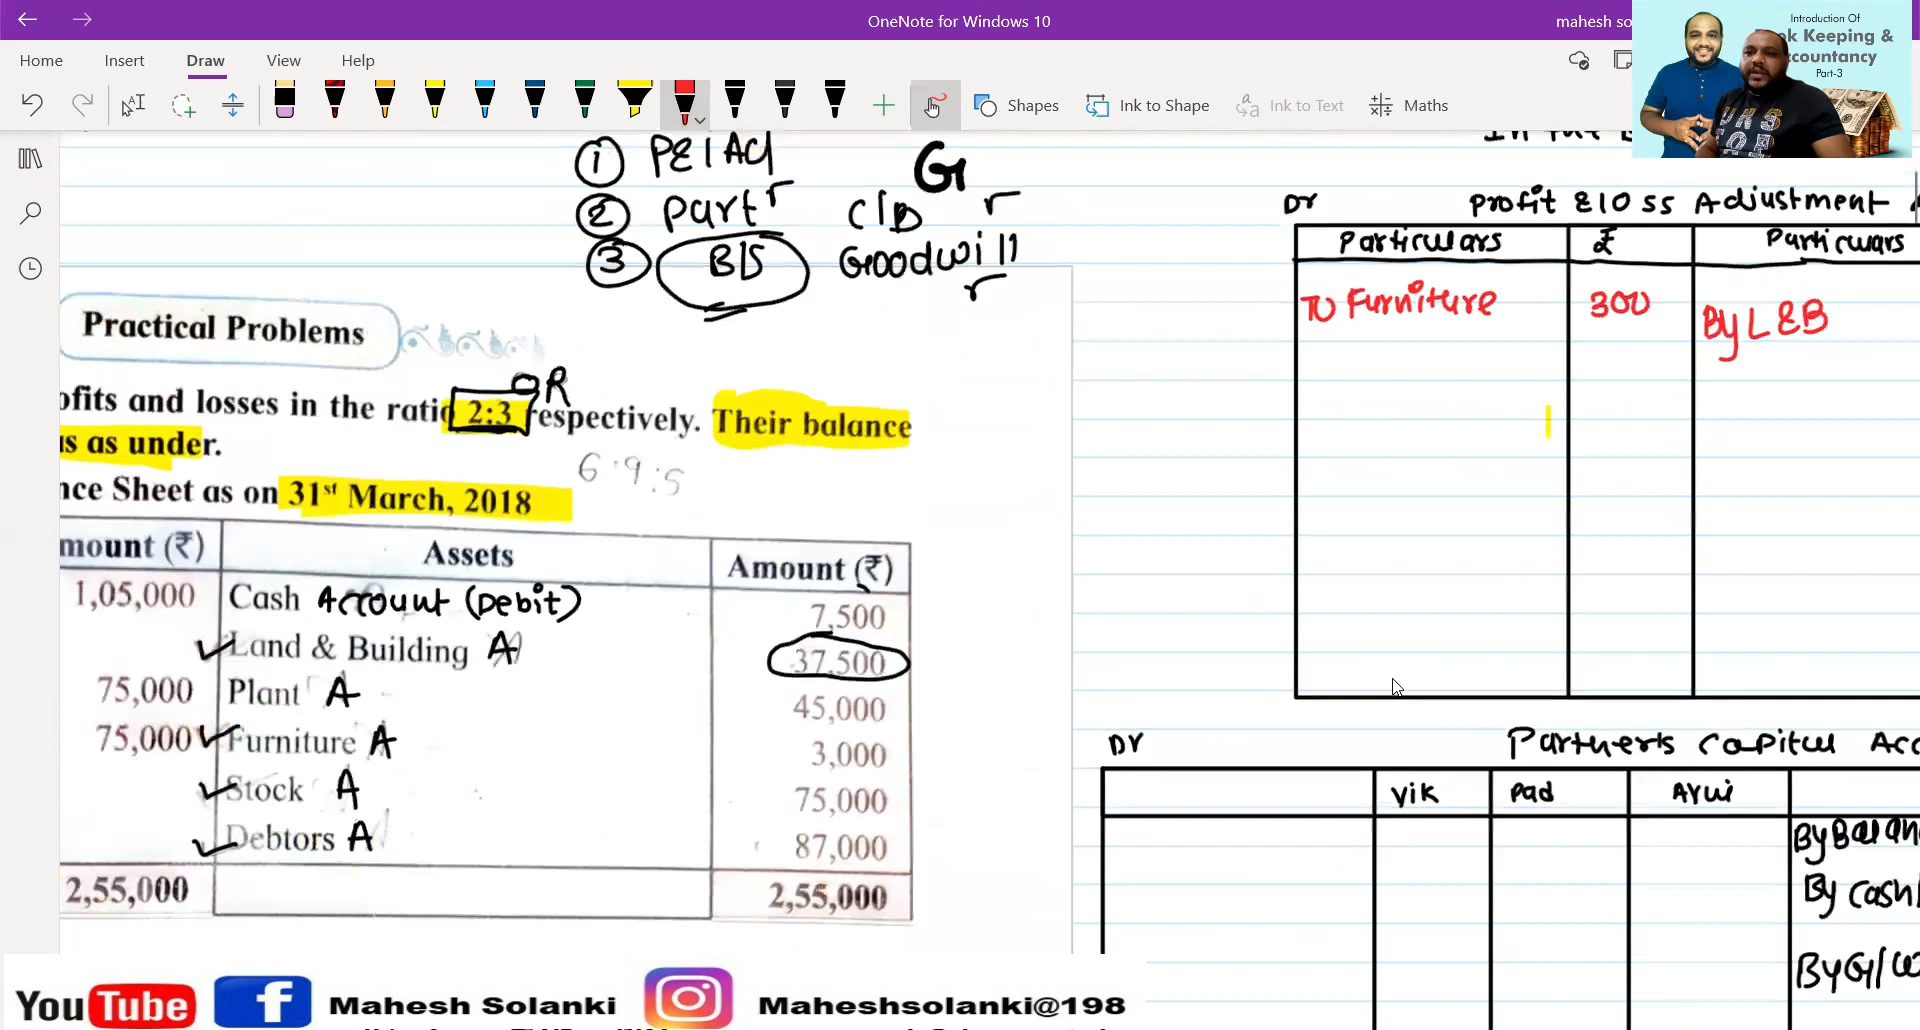 OneNote for Windows 10
mahesh so
Home Insert Draw View Help
Shapes Ink to Shape Ink to Text Maths
Introduction Of
ok Keeping &
ccountancy
Part-3
① P&L A/c
② Part C/B
③ B/S Goodwill
G
Dr Profit & Loss Adjustment
Particulars ₹ Particulars
To Furniture 300 By L & B
Practical Problems
ofits and losses in the ratio 2:3 respectively. Their balance
OR
is as under.
6:9:5
nce Sheet as on 31st March, 2018
mount (₹) Assets Amount (₹)
1,05,000 Cash Account (Debit) 7,500
Land & Building A 37,500
75,000 Plant A 45,000
75,000 Furniture A 3,000
Stock A 75,000
Debtors A 87,000
2,55,000 2,55,000
Dr Partner's Capital Acc
Vik Pad Arvi
By Balan
By cash
By G/w
YouTube Mahesh Solanki Maheshsolanki@198